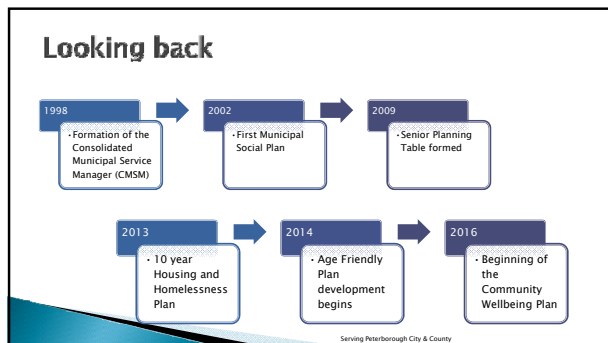 Looking back
1998
• Formation of the
Consolidated
Municipal Service
Manager (CMSM)
2002
• First Municipal
Social Plan
2009
• Senior Planning
Table formed
2013
• 10 year
Housing and
Homelessness
Plan
2014
• Age Friendly
Plan
development
begins
2016
• Beginning of
the
Community
Wellbeing Plan
Serving Peterborough City & County